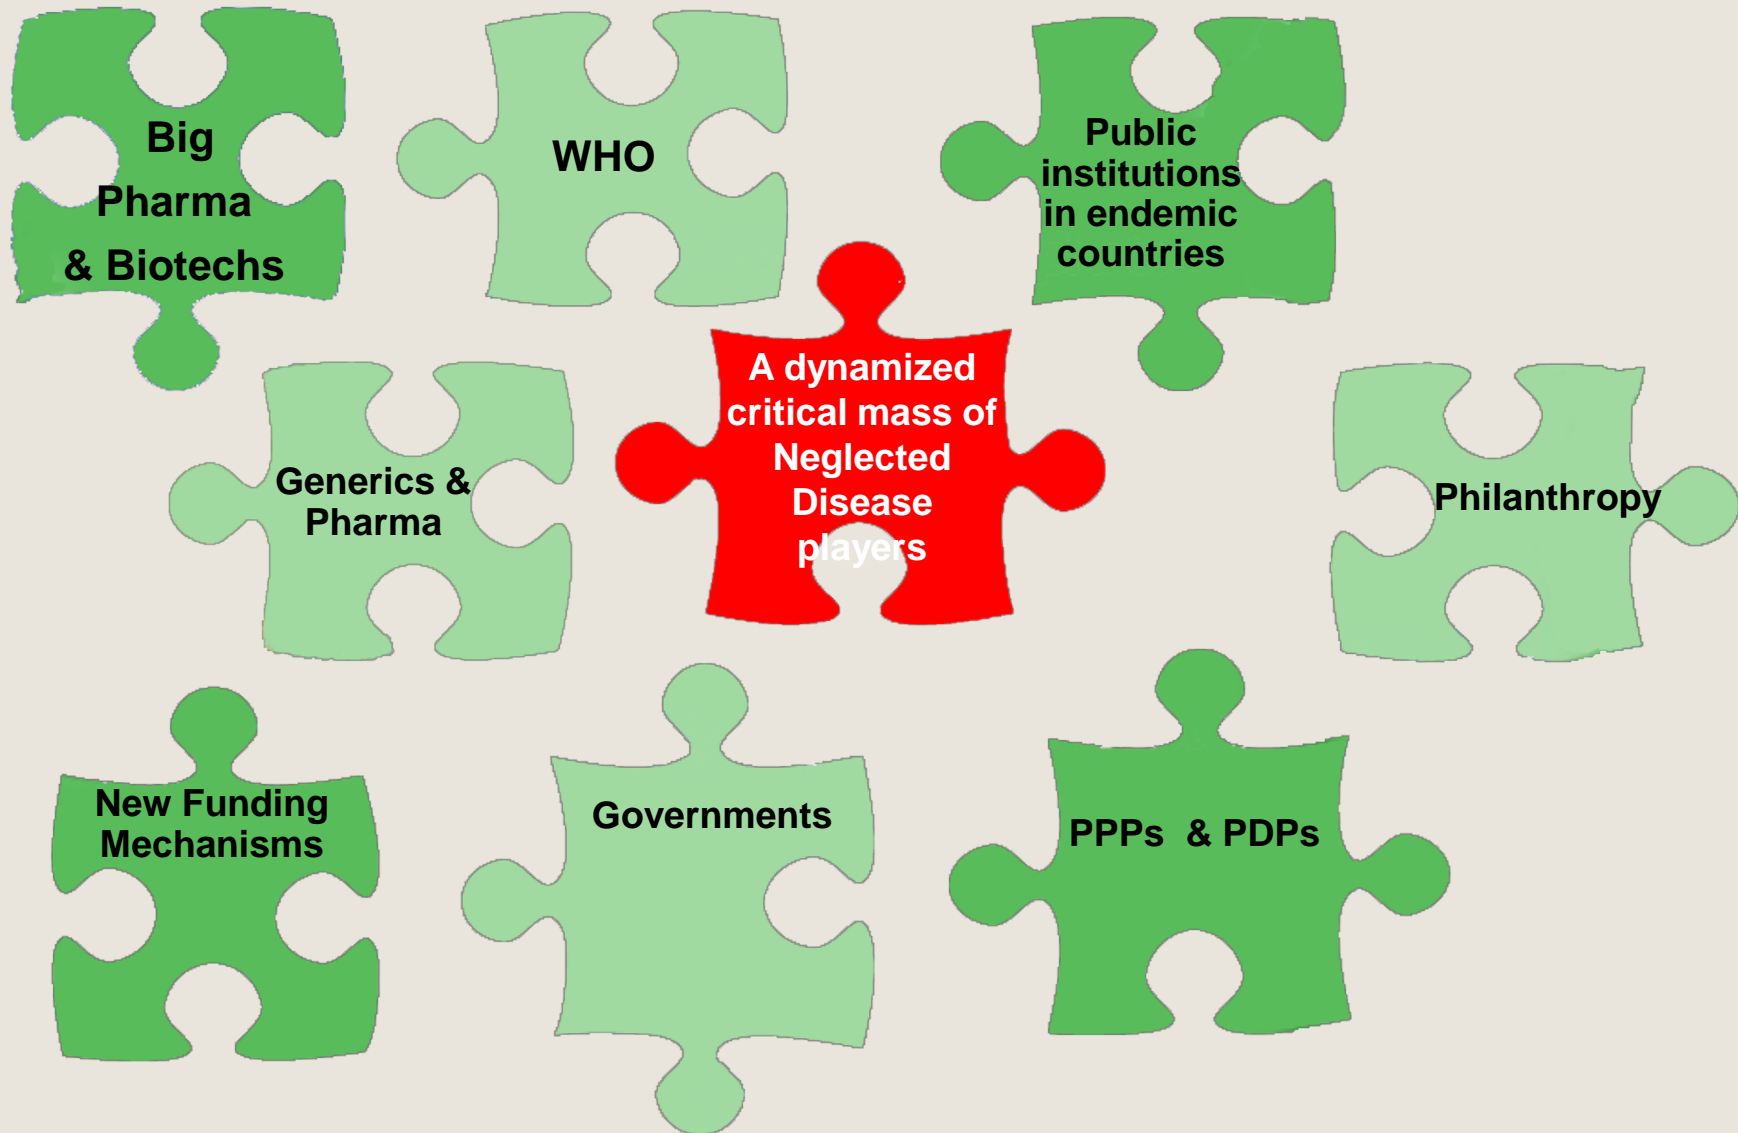 Big
Pharma
& Biotechs
WHO
Public
institutions
in endemic
countries
A dynamized
critical mass of
Neglected
Disease
players
Generics &
Pharma
Philanthropy
New Funding
Mechanisms
Governments
PPPs & PDPs